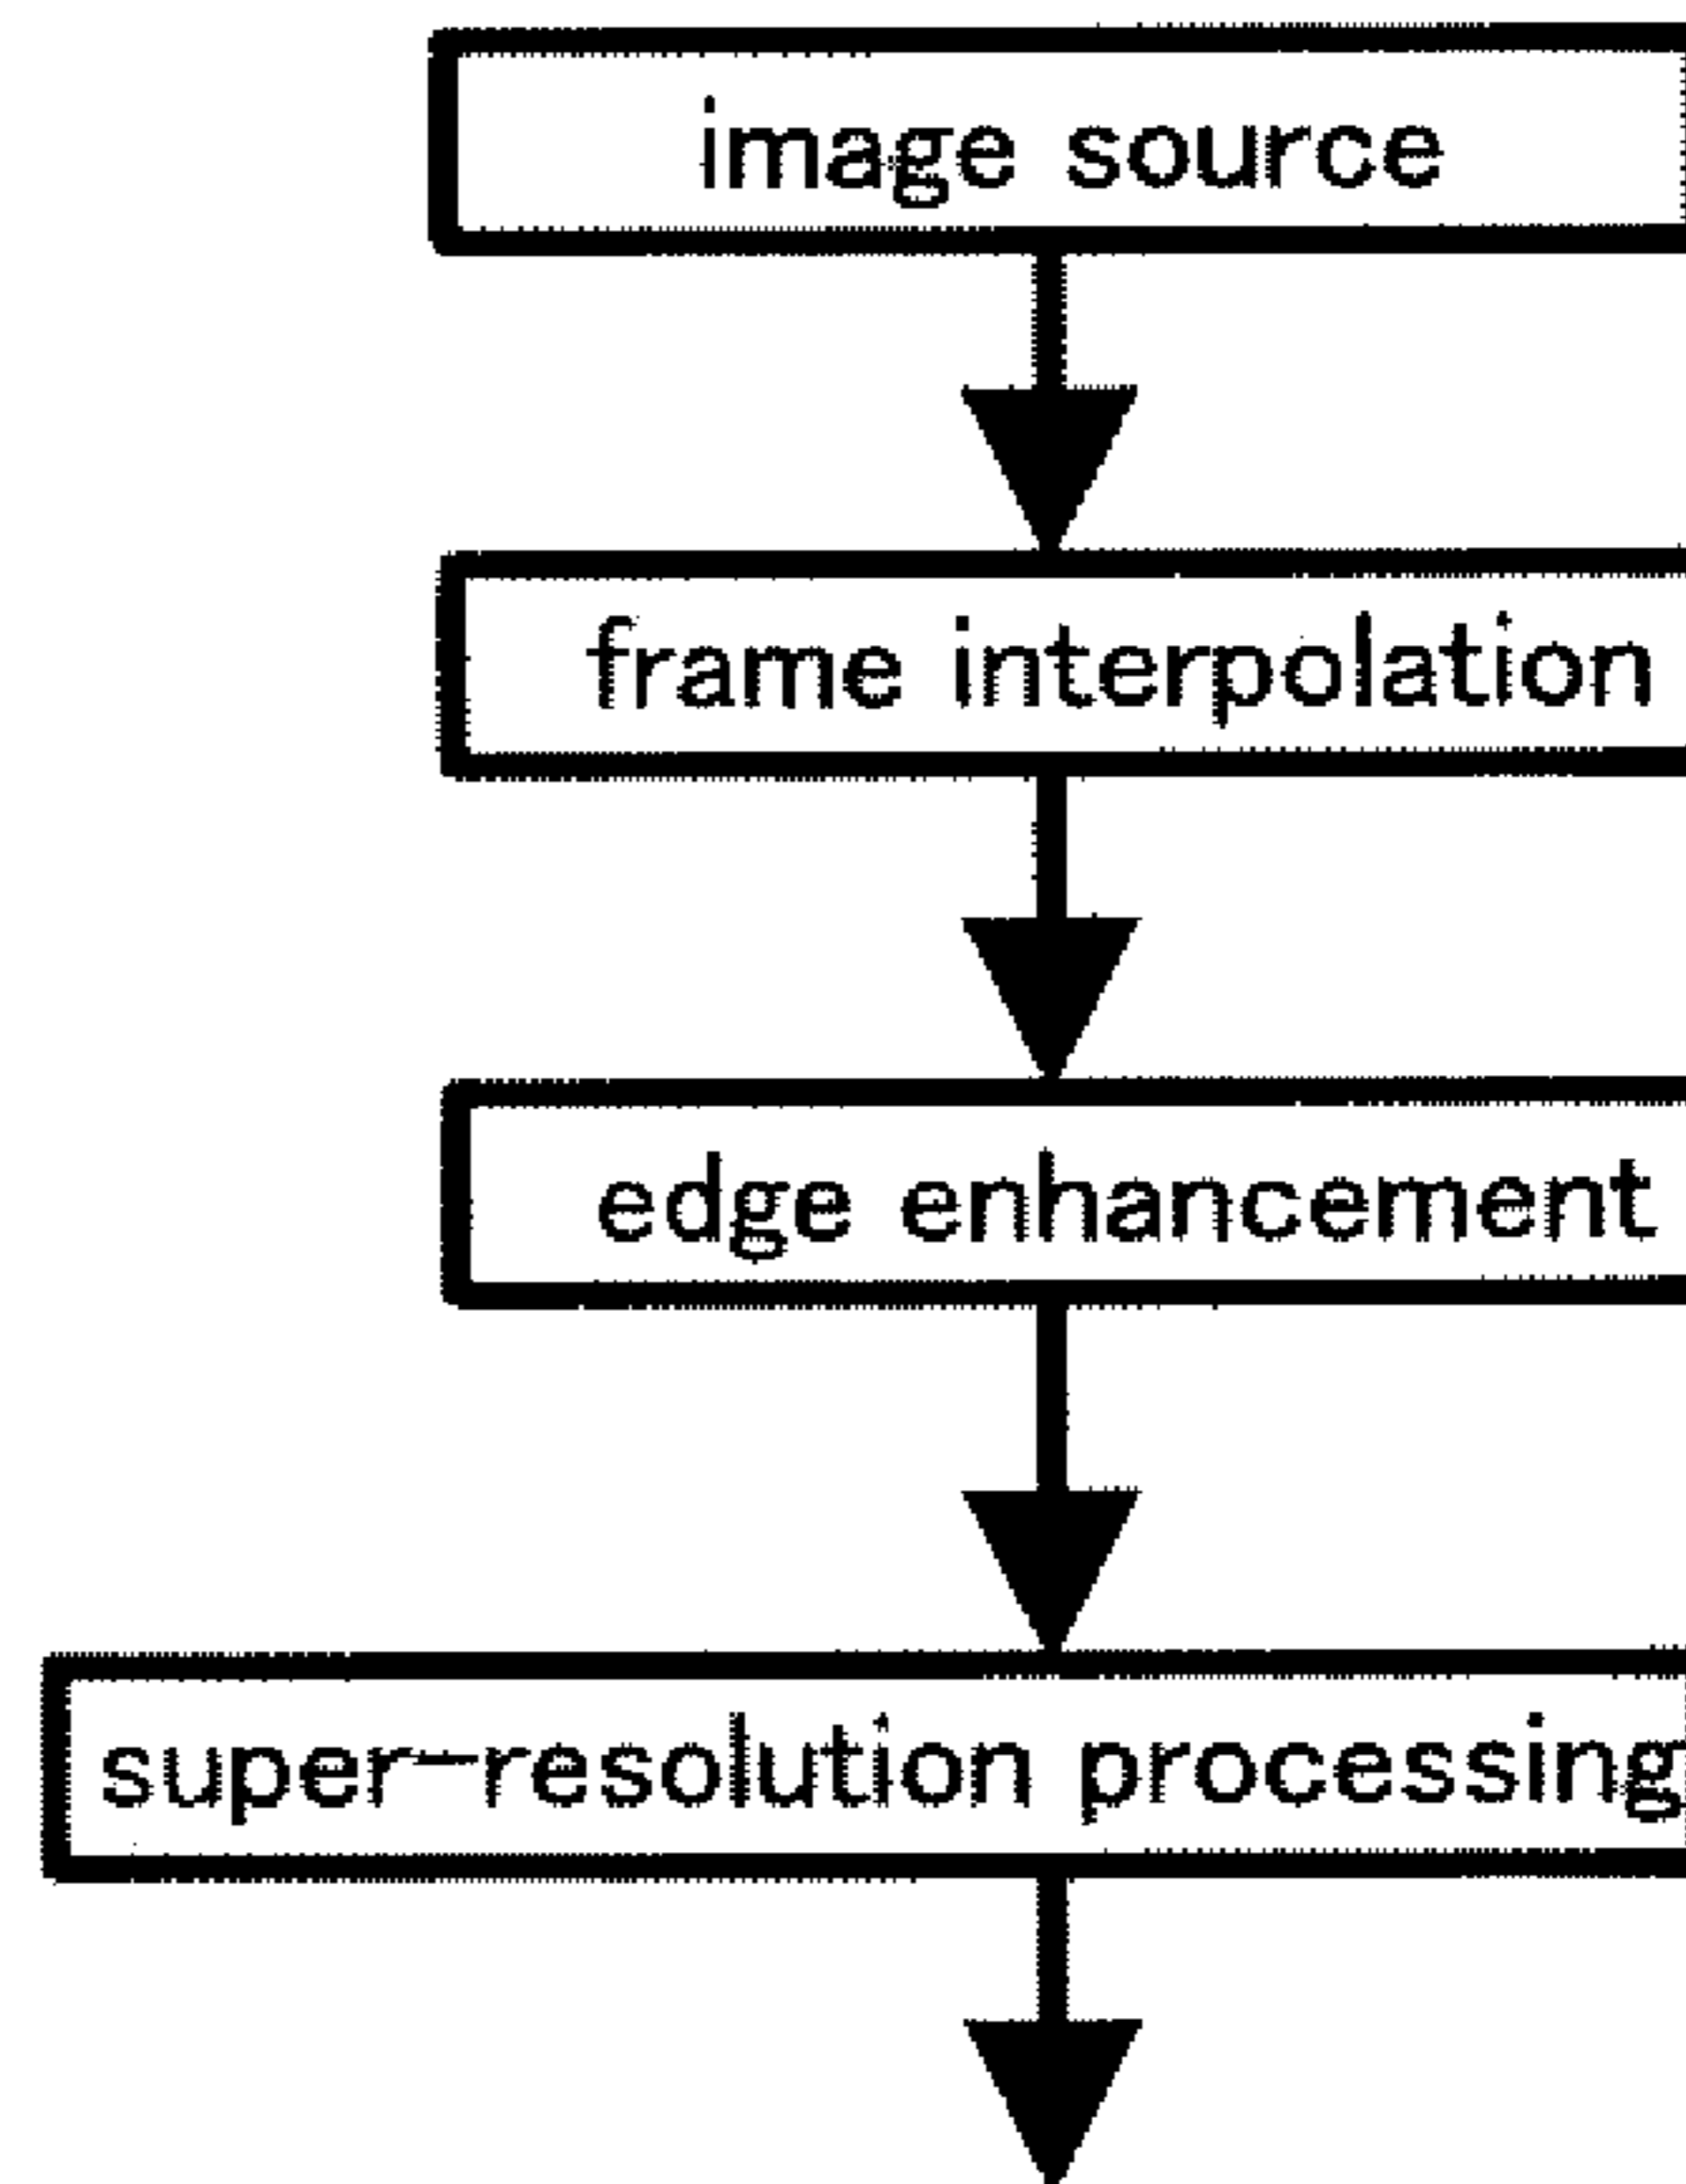 image source
frame interpolation
edge enhancement
super-resolution processing